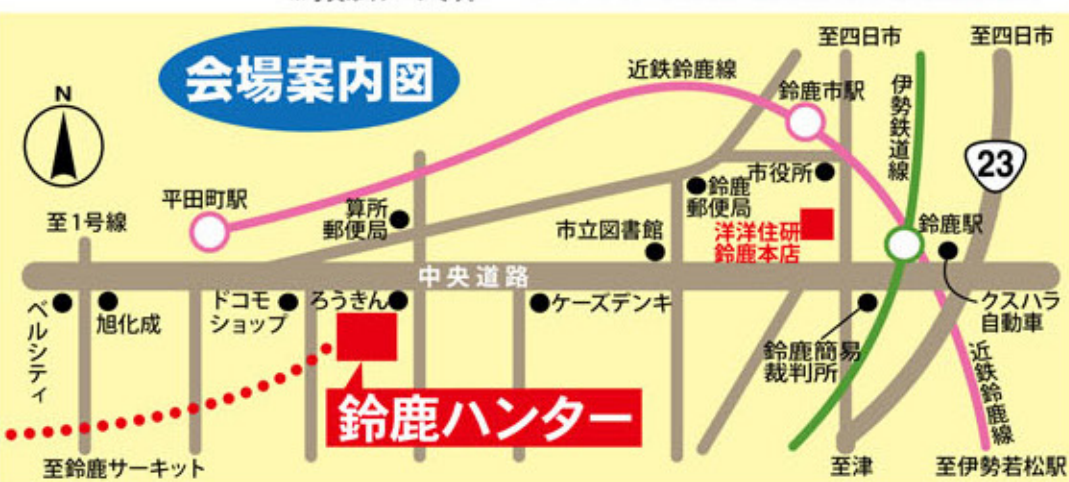 会場案内図
N
至四日市
至四日市
近鉄鈴鹿線
鈴鹿市駅
伊勢鉄道線
23
平田町駅
至1号線
算所
郵便局
市役所
鈴鹿
郵便局
市立図書館
洋洋住研
鈴鹿本店
鈴鹿駅
中央道路
ベルシティ
旭化成
ドコモ
ショップ
ろうきん
ケーズデンキ
クスハラ
自動車
鈴鹿簡易
裁判所
近鉄鈴鹿線
鈴鹿ハンター
至鈴鹿サーキット
至津
至伊勢若松駅